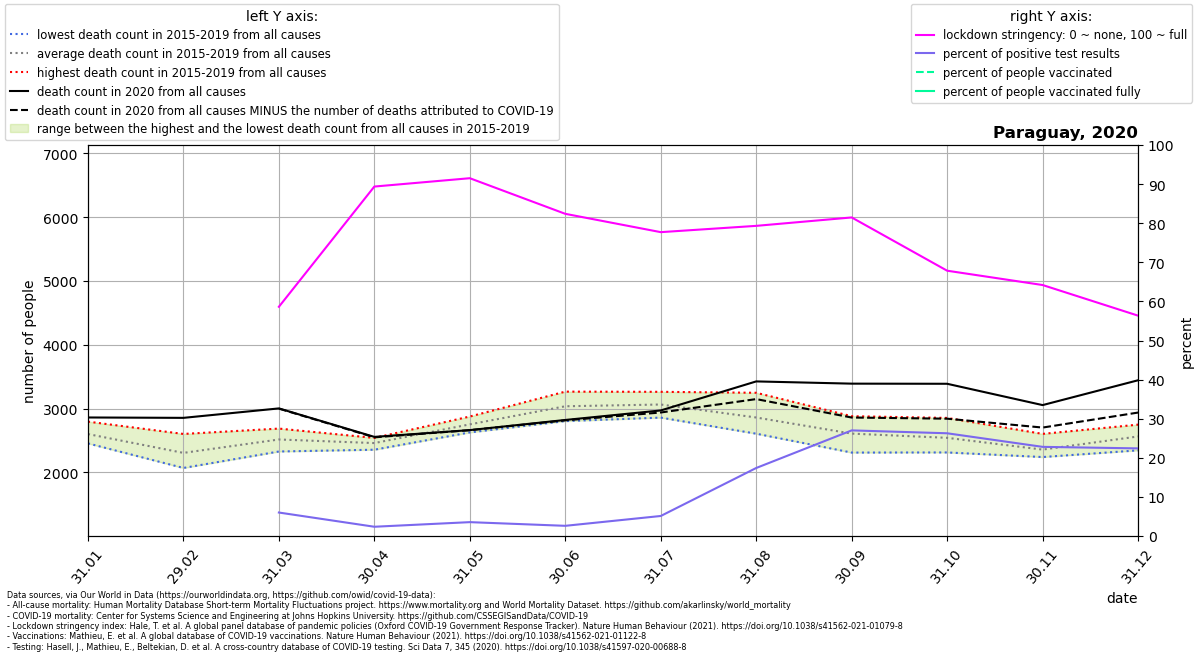 left Y axis:
lowest death count in 2015-2019 from all causes
average death count in 2015-2019 from all causes
highest death count in 2015-2019 from all causes
death count in 2020 from all causes
death count in 2020 from all causes MINUS the number of deaths attributed to COVID-19
range between the highest and the lowest death count from all causes in 2015-2019
right Y axis:
lockdown stringency: 0 ~ none, 100 ~ full
percent of positive test results
percent of people vaccinated
percent of people vaccinated fully
Paraguay, 2020
7000
6000
5000
4000
3000
2000
number of people
100
90
80
70
60
50
40
30
20
10
0
percent
31.01
29.02
31.03
30.04
31.05
30.06
31.07
31.08
30.09
31.10
30.11
31.12
date
Data sources, via Our World in Data (https://ourworldindata.org, https://github.com/owid/covid-19-data):
- All-cause mortality: Human Mortality Database Short-term Mortality Fluctuations project. https://www.mortality.org and World Mortality Dataset. https://github.com/akarlinsky/world_mortality
- COVID-19 mortality: Center for Systems Science and Engineering at Johns Hopkins University. https://github.com/CSSEGISandData/COVID-19
- Lockdown stringency index: Hale, T. et al. A global panel database of pandemic policies (Oxford COVID-19 Government Response Tracker). Nature Human Behaviour (2021). https://doi.org/10.1038/s41562-021-01079-8
- Vaccinations: Mathieu, E. et al. A global database of COVID-19 vaccinations. Nature Human Behaviour (2021). https://doi.org/10.1038/s41562-021-01122-8
- Testing: Hasell, J., Mathieu, E., Beltekian, D. et al. A cross-country database of COVID-19 testing. Sci Data 7, 345 (2020). https://doi.org/10.1038/s41597-020-00688-8